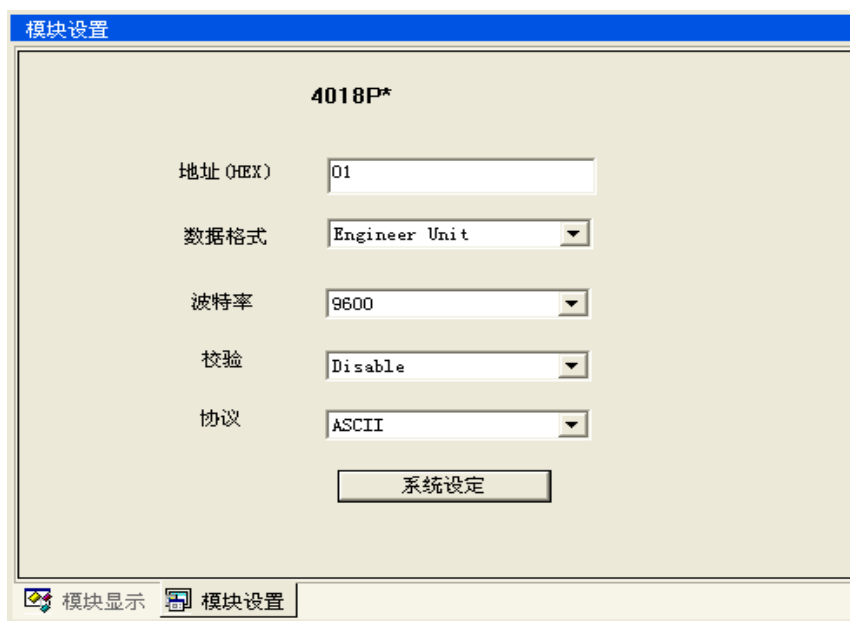 模块设置
4018P*
地址(HEX) 01
数据格式 Engineer Unit
波特率 9600
校验 Disable
协议 ASCII
系统设定
模块显示 模块设置